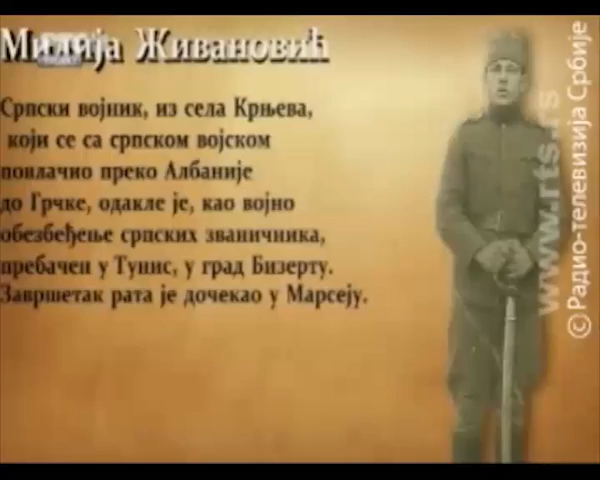 Милија Живановић
Српски војник, из села Крњева,
који се са српском војском
повлачио преко Албаније
до Грчке, одакле је, као војно
обезбеђење српских званичника,
пребачен у Тунис, у град Бизерту.
Завршетак рата је дочекао у Марсеју.
www.rts.rs
© Радио-телевизија Србије